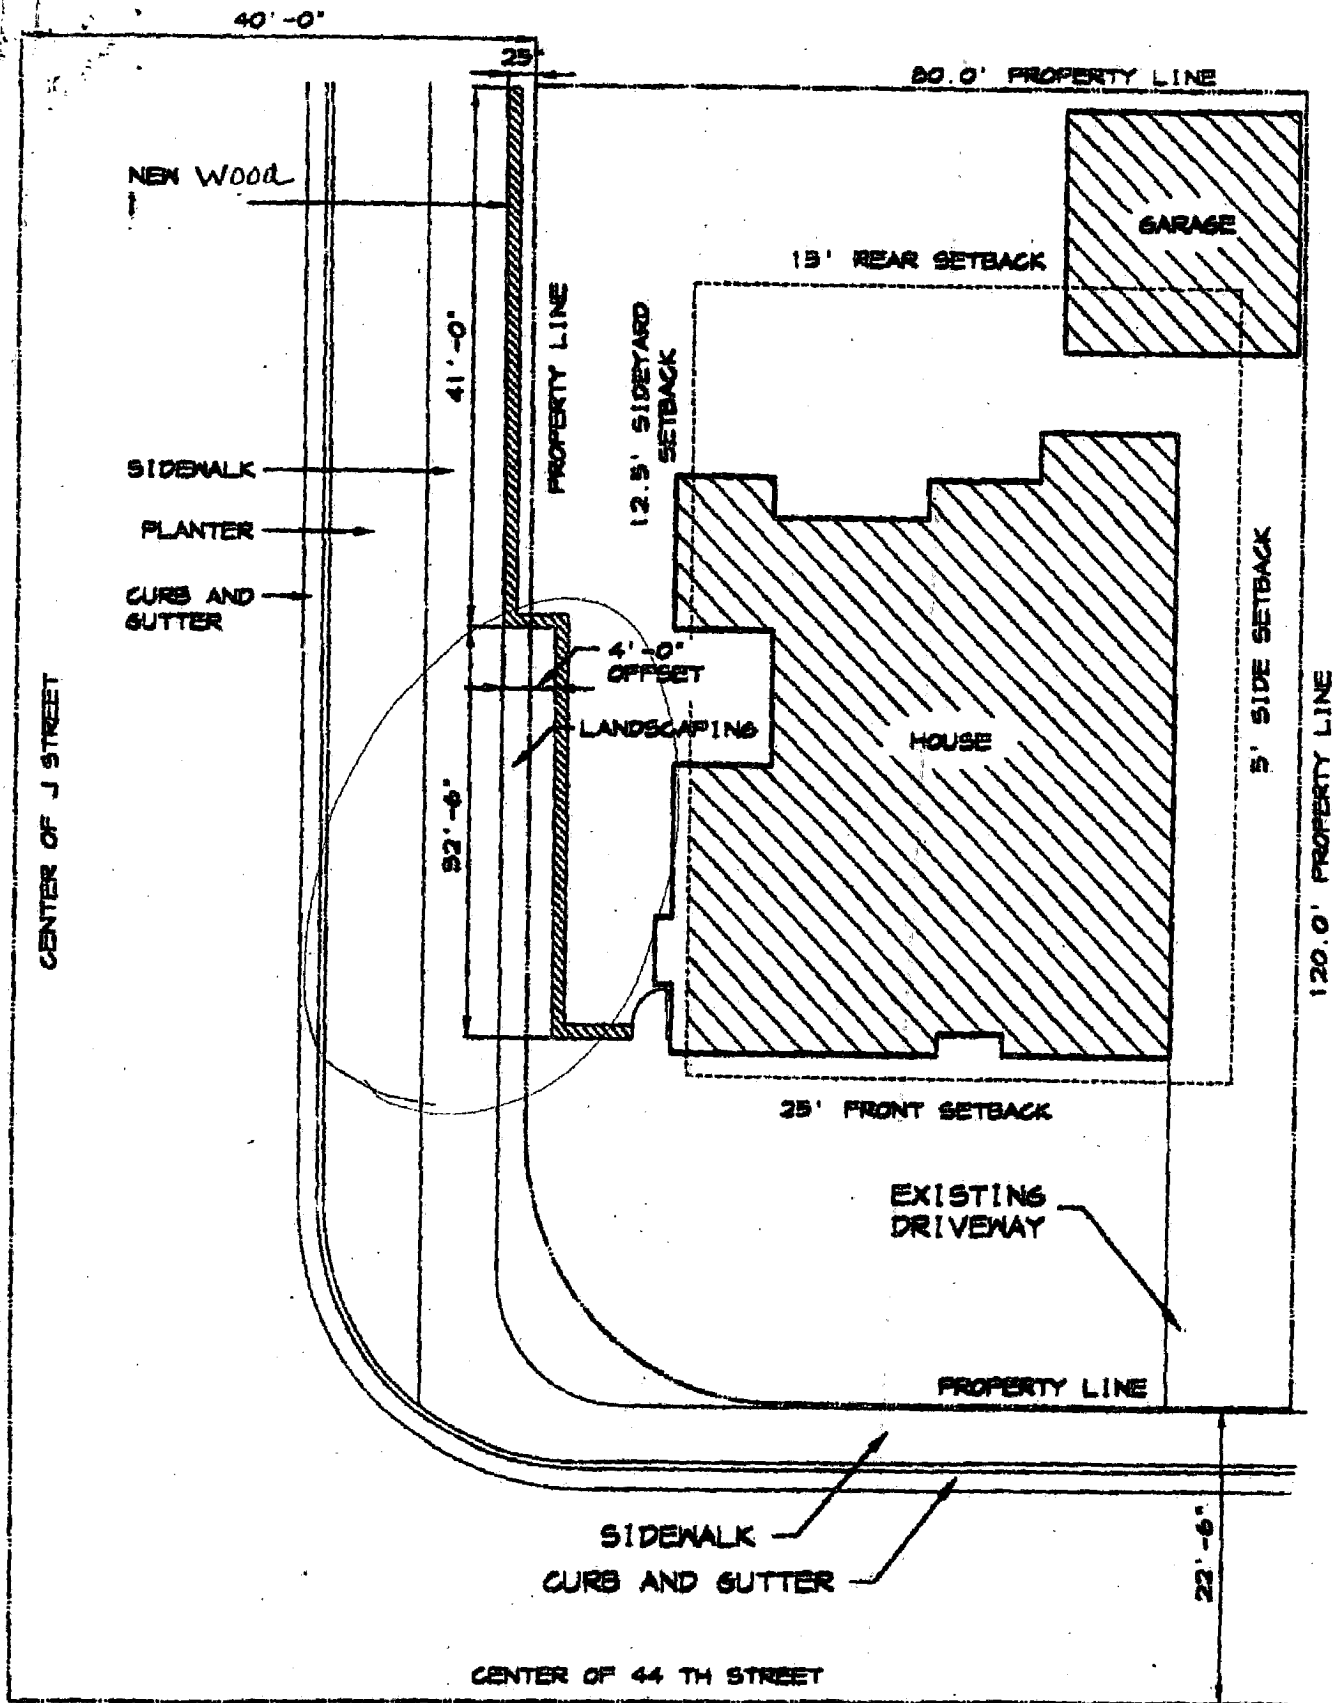 40'-0"
25'
80.0' PROPERTY LINE
NEW Wood
GARAGE
13' REAR SETBACK
PROPERTY LINE
12.5' SIDEYARD
SETBACK
41'-0"
SIDEWALK
PLANTER
CURB AND
GUTTER
4'-0"
OFFSET
LANDSCAPING
HOUSE
5' SIDE SETBACK
CENTER OF J STREET
120.0' PROPERTY LINE
25' FRONT SETBACK
EXISTING
DRIVEWAY
PROPERTY LINE
SIDEWALK
CURB AND GUTTER
22'-6"
CENTER OF 44 TH STREET